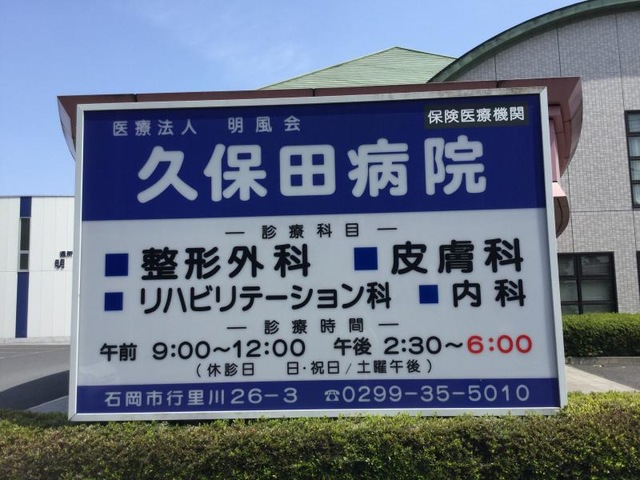 医療法人 明風会
保険医療機関
久保田病院
― 診療科目 ―
■整形外科 ■皮膚科
■リハビリテーション科 ■内科
― 診療時間 ―
午前 9:00～12:00 午後 2:30～6:00
(休診日 日・祝日/土曜午後)
石岡市行里川26-3 ☎0299-35-5010